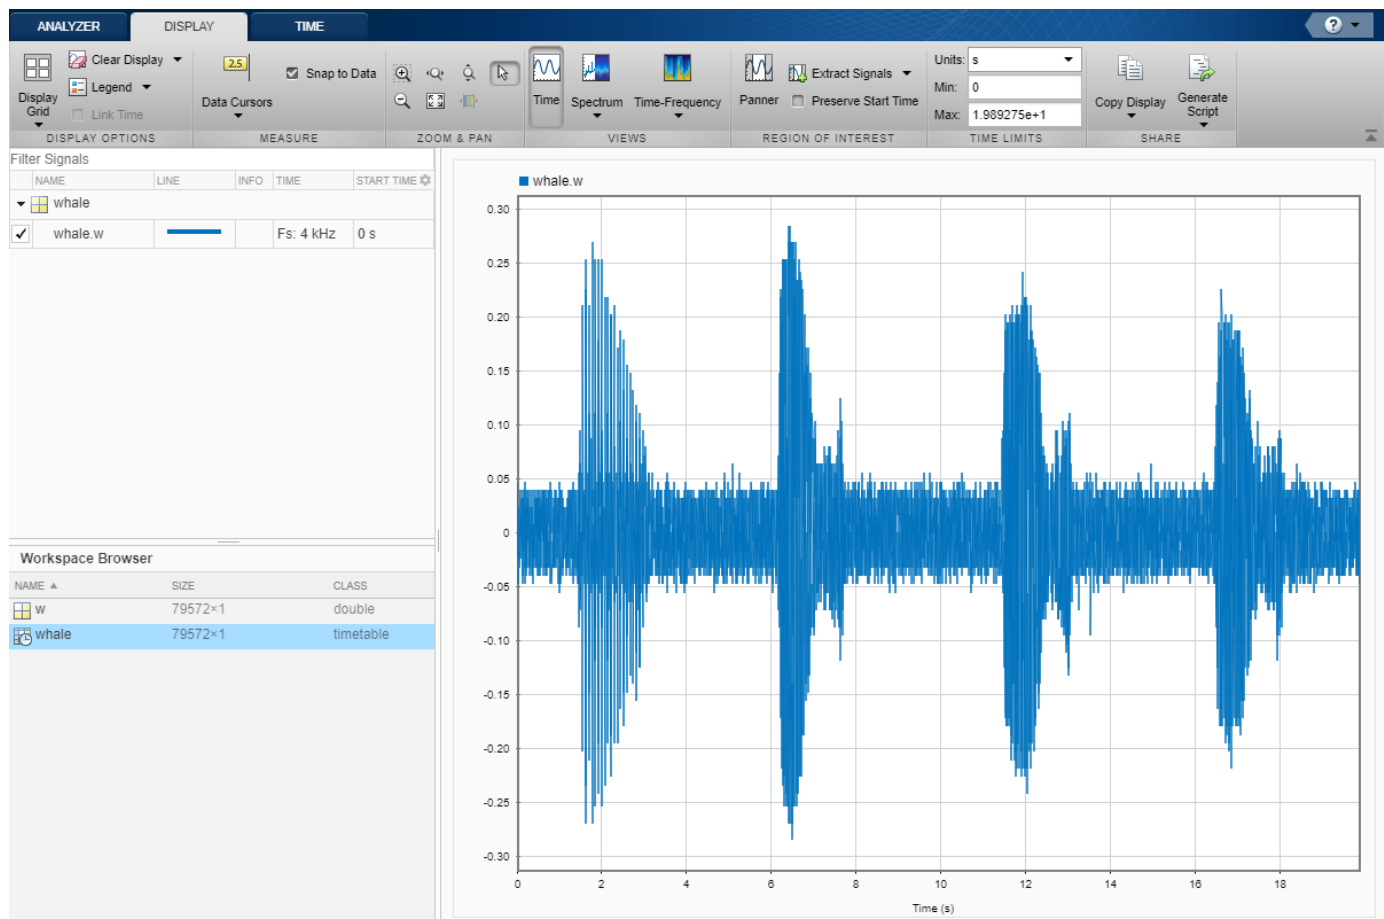 ANALYZER DISPLAY TIME ?
Display Grid
Clear Display
Legend
Link Time
DISPLAY OPTIONS
2.5
Data Cursors
Snap to Data
MEASURE
ZOOM & PAN
Time Spectrum Time-Frequency
VIEWS
Panner
Extract Signals
Preserve Start Time
REGION OF INTEREST
Units: s
Min: 0
Max: 1.989275e+1
TIME LIMITS
Copy Display
Generate Script
SHARE
Filter Signals
NAME LINE INFO TIME START TIME
whale
whale.w Fs: 4 kHz 0 s
Workspace Browser
NAME SIZE CLASS
w 79572×1 double
whale 79572×1 timetable
whale.w
0.30
0.25
0.20
0.15
0.10
0.05
0
-0.05
-0.10
-0.15
-0.20
-0.25
-0.30
0 2 4 6 8 10 12 14 16 18
Time (s)